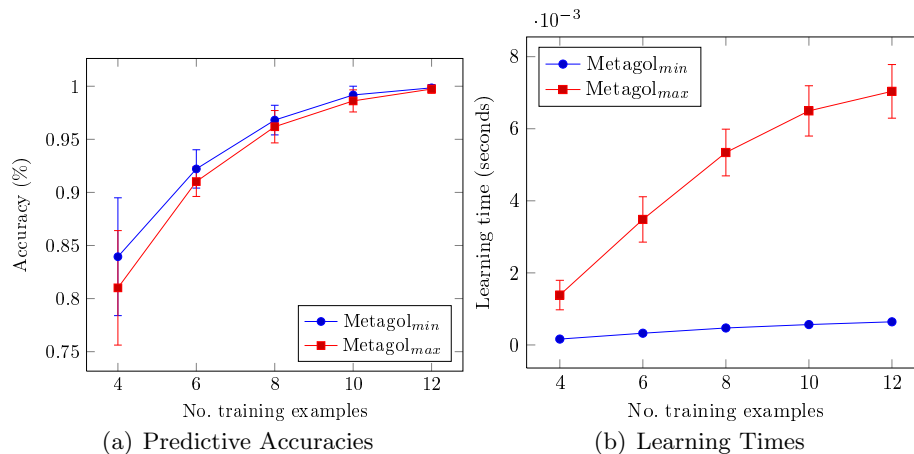 1
0.95
0.9
0.85
0.8
0.75
Accuracy (%)
4 6 8 10 12
No. training examples
Metagol_min
Metagol_max
(a) Predictive Accuracies
·10^−3
8
6
4
2
0
Learning time (seconds)
4 6 8 10 12
No. training examples
Metagol_min
Metagol_max
(b) Learning Times